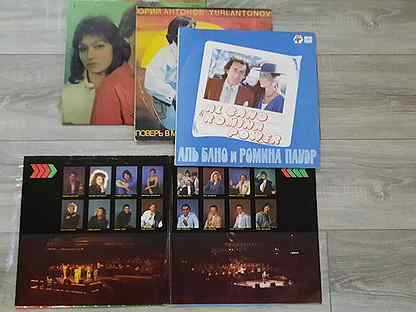 ЮРИЙ АНТОНОВ · YURI ANTONOV
ПОВЕРЬ В М
AL BANO
& ROMINA
POWER
АЛЬ БАНО И РОМИНА ПАУЭР